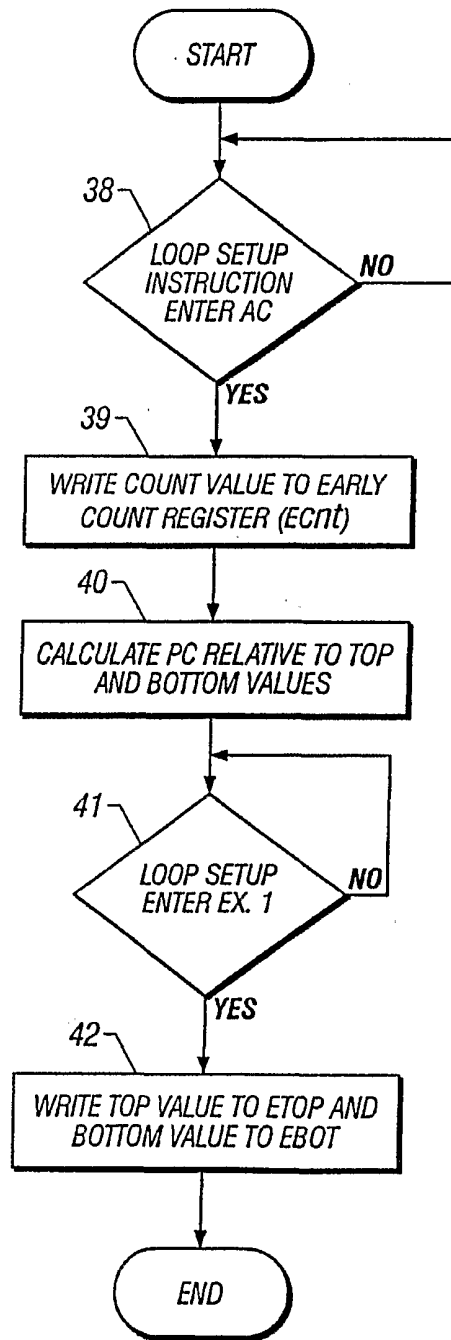 START
38
LOOP SETUP
INSTRUCTION
ENTER AC
NO
YES
39
WRITE COUNT VALUE TO EARLY
COUNT REGISTER (ECnt)
40
CALCULATE PC RELATIVE TO TOP
AND BOTTOM VALUES
41
LOOP SETUP
ENTER EX. 1
NO
YES
42
WRITE TOP VALUE TO ETOP AND
BOTTOM VALUE TO EBOT
END